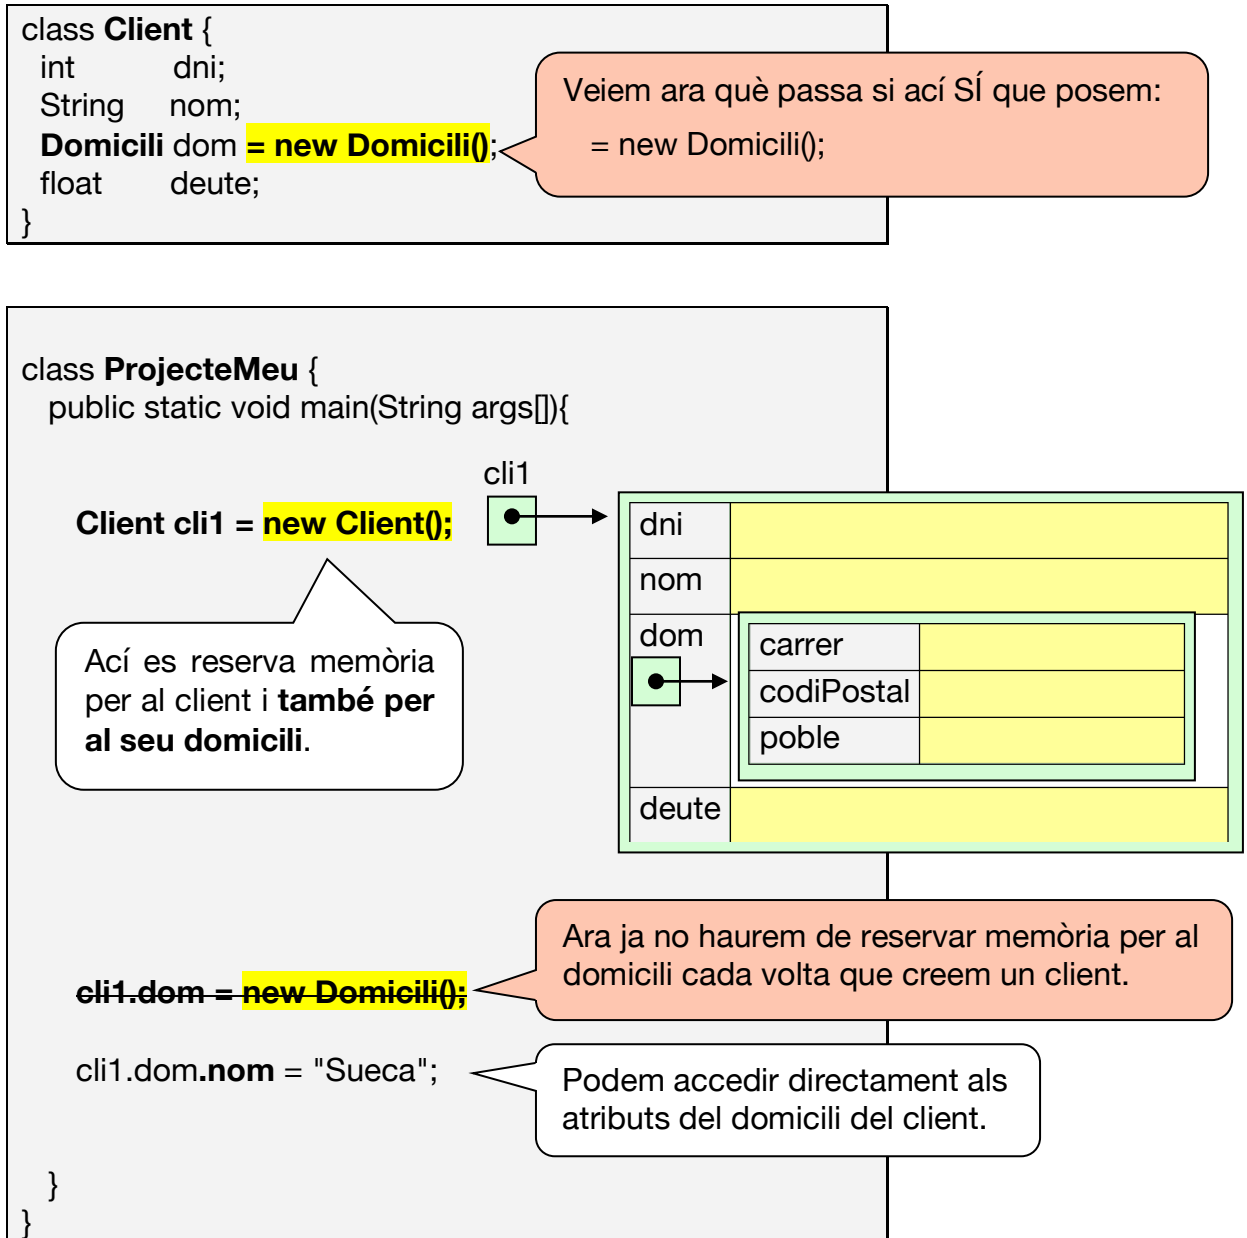 class Client {
int dni;
String nom;
Domicili dom = new Domicili();
float deute;
}
Veiem ara què passa si ací SÍ que posem:
= new Domicili();
class ProjecteMeu {
public static void main(String args[]){
cli1
Client cli1 = new Client();
dni
nom
dom
carrer
codiPostal
poble
deute
Ací es reserva memòria
per al client i també per
al seu domicili.
Ara ja no haurem de reservar memòria per al
domicili cada volta que creem un client.
cli1.dom = new Domicili();
cli1.dom.nom = "Sueca";
Podem accedir directament als
atributs del domicili del client.
}
}